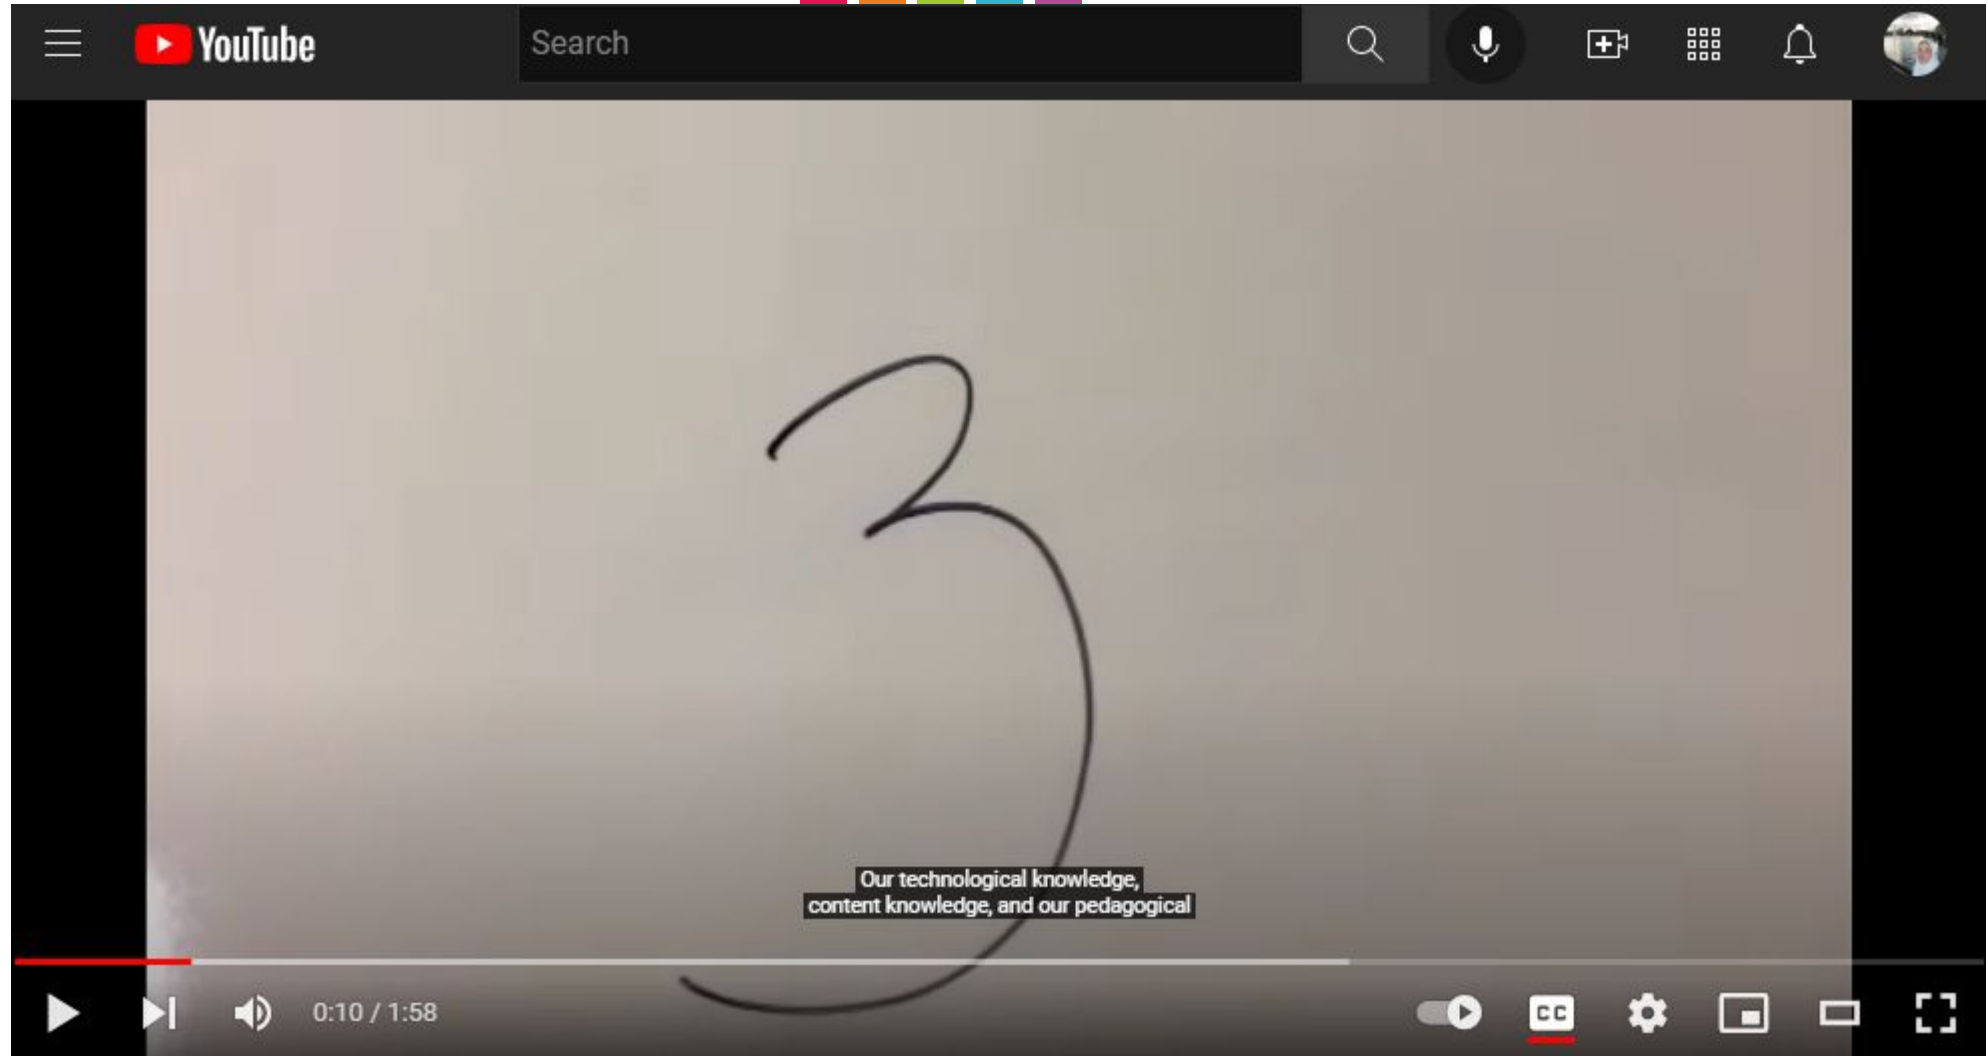 YouTube
Search
3
Our technological knowledge,
content knowledge, and our pedagogical
0:10 / 1:58
CC